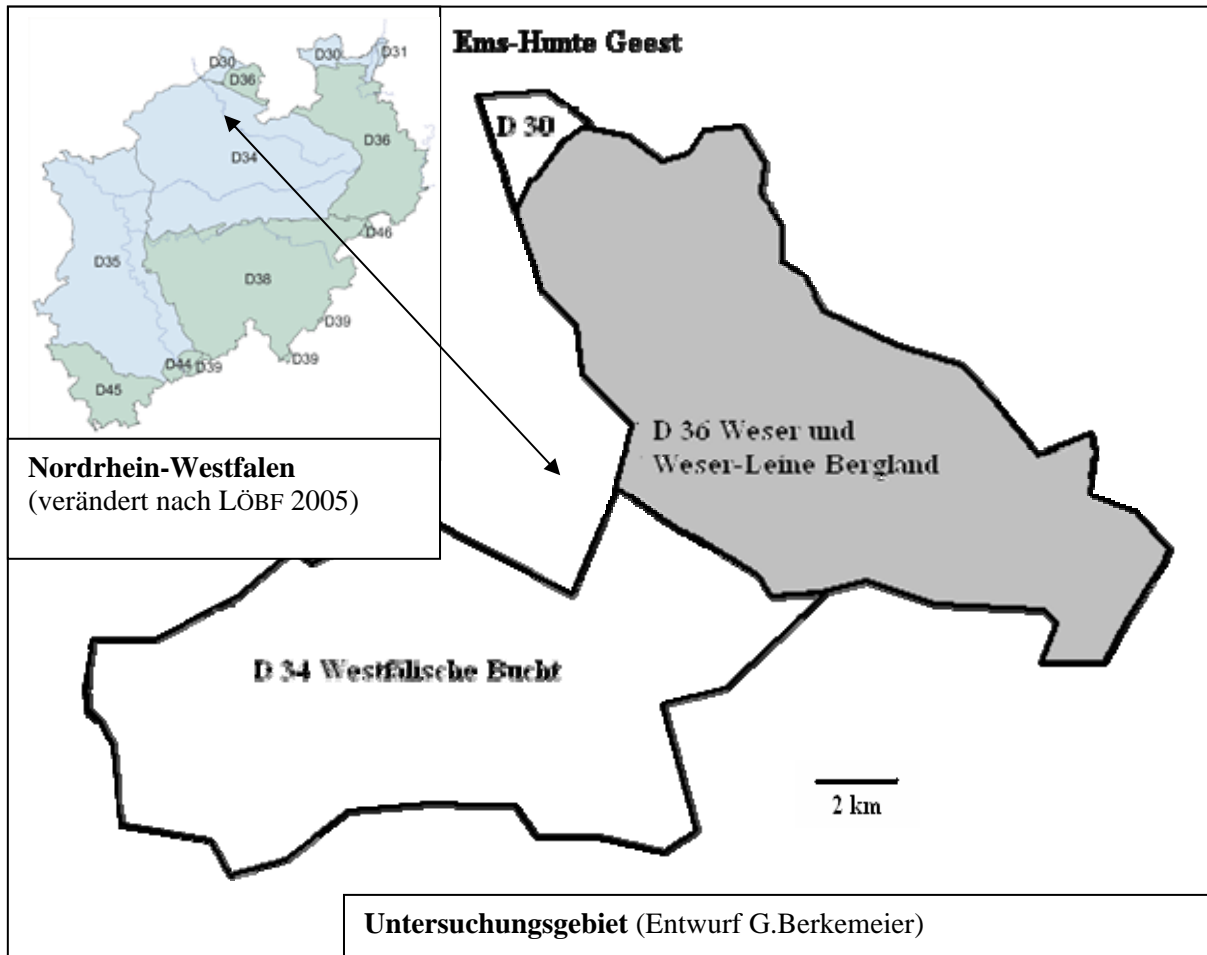 Ems-Hunte Geest
D30
D30
D31
D36
D36
D34
D46
D35
D38
D39
D44
D39
D39
D45
D 30
D 36 Weser und
Weser-Leine Bergland
Nordrhein-Westfalen
(verändert nach LÖBF 2005)
D 34 Westfälische Bucht
2 km
Untersuchungsgebiet (Entwurf G.Berkemeier)